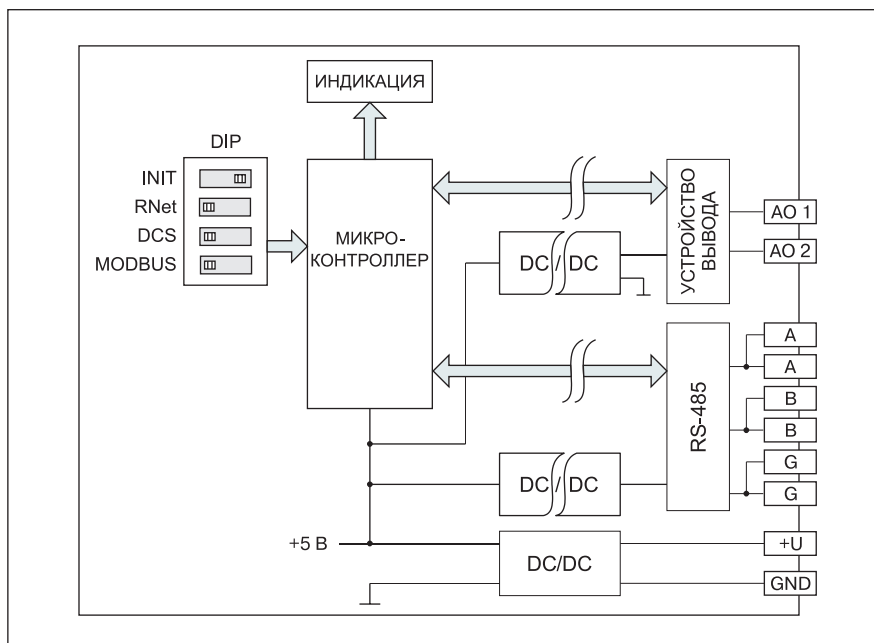 ИНДИКАЦИЯ
DIP
INIT
RNet
DCS
MODBUS
МИКРО-
КОНТРОЛЛЕР
DC / DC
УСТРОЙСТВО
ВЫВОДА
AO 1
AO 2
RS-485
A
A
B
B
G
G
DC / DC
+5 В
DC/DC
+U
GND